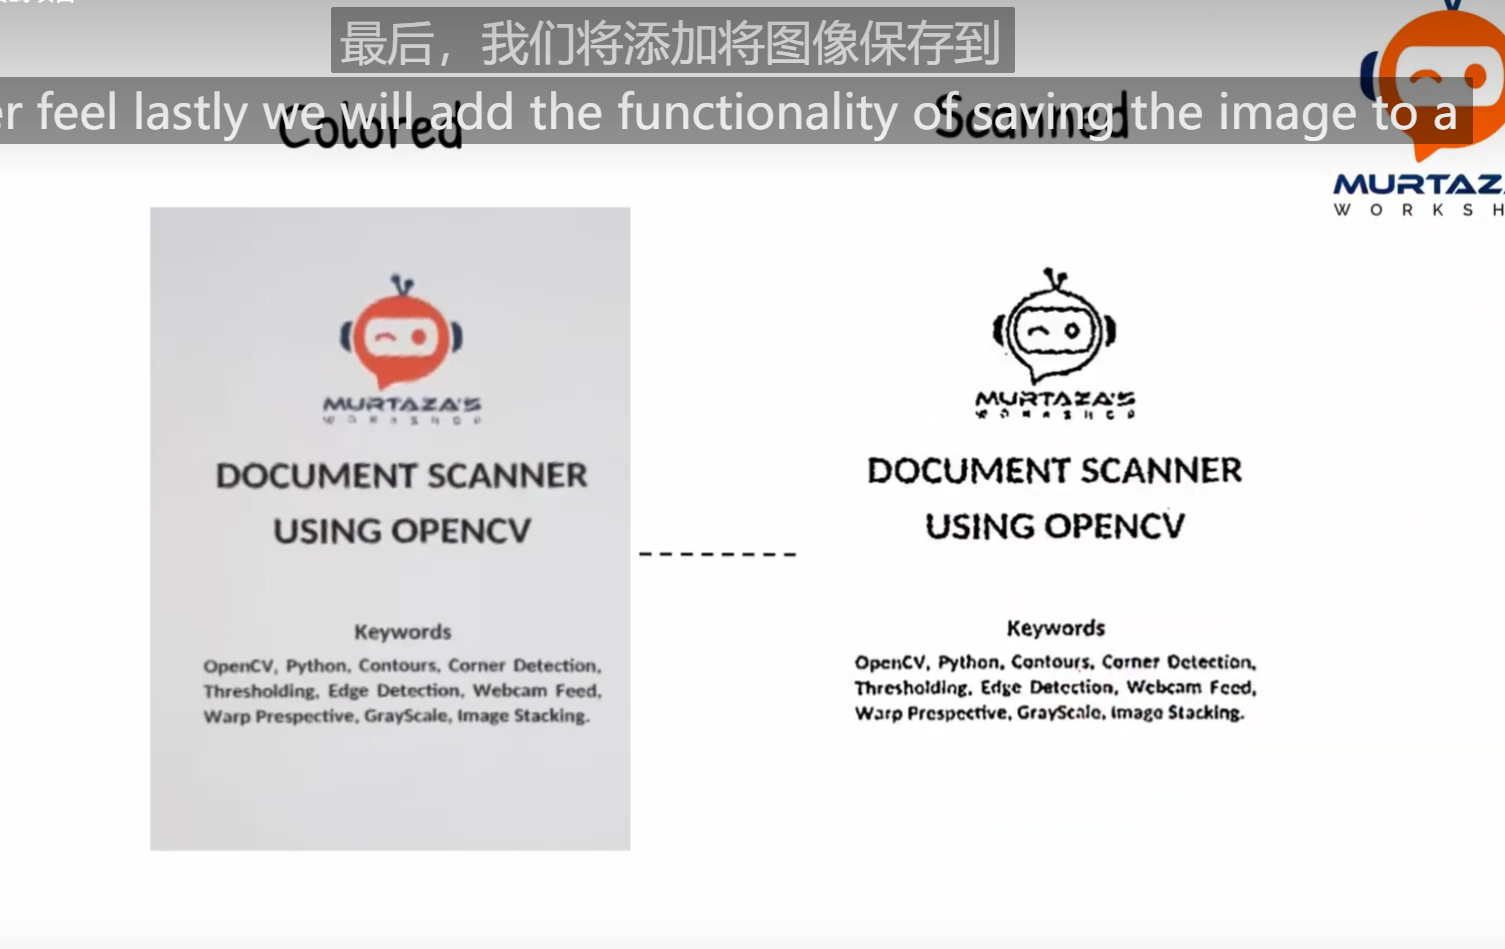 最后，我们将添加将图像保存到
feel lastly we will add the functionality of saving the image to a
Colored
Scanned
MURTAZ
WORKSH
MURTAZA'S
WORKSHOP
DOCUMENT SCANNER
USING OPENCV
Keywords
OpenCV, Python, Contours, Corner Detection,
Thresholding, Edge Detection, Webcam Feed,
Warp Prespective, GrayScale, Image Stacking.
MURTAZA'S
WORKSHOP
DOCUMENT SCANNER
USING OPENCV
Keywords
OpenCV, Python, Contours, Corner Detection,
Thresholding, Edge Detection, Webcam Feed,
Warp Prespective, GrayScale, Image Stacking.